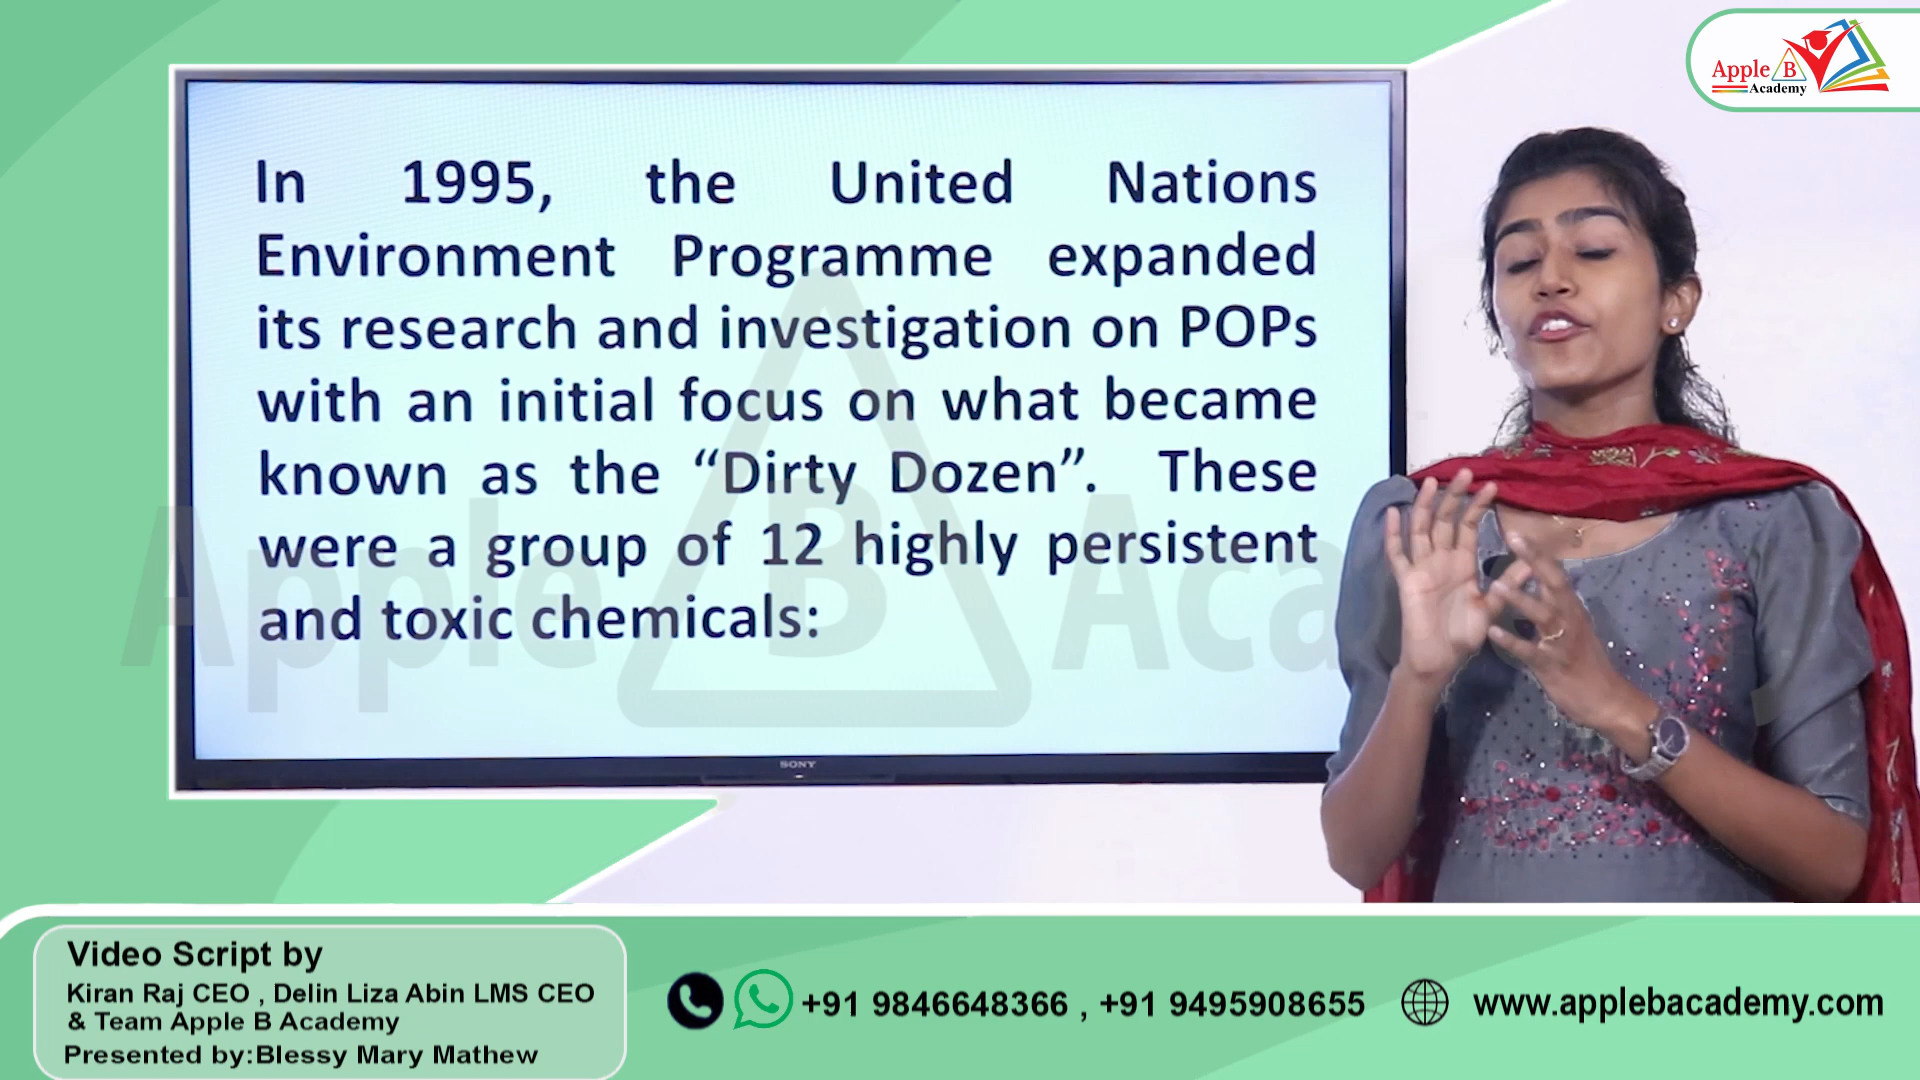 Apple B
Academy
In 1995, the United Nations
Environment Programme expanded
its research and investigation on POPs
with an initial focus on what became
known as the “Dirty Dozen”. These
were a group of 12 highly persistent
and toxic chemicals:
Apple B Academy
SONY
Video Script by
Kiran Raj CEO , Delin Liza Abin LMS CEO
& Team Apple B Academy
Presented by:Blessy Mary Mathew
+91 9846648366 , +91 9495908655
www.applebacademy.com